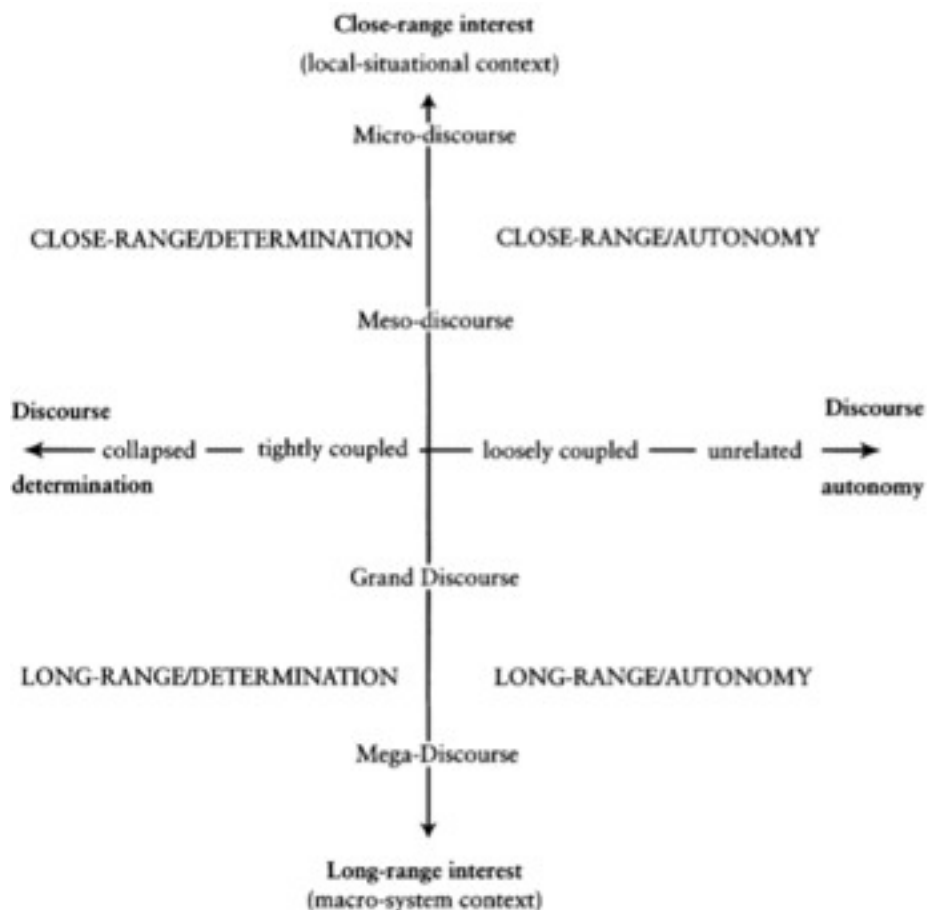 Close-range interest
(local-situational context)
Micro-discourse
CLOSE-RANGE/DETERMINATION CLOSE-RANGE/AUTONOMY
Meso-discourse
Discourse Discourse
collapsed tightly coupled loosely coupled unrelated
determination autonomy
Grand Discourse
LONG-RANGE/DETERMINATION LONG-RANGE/AUTONOMY
Mega-Discourse
Long-range interest
(macro-system context)